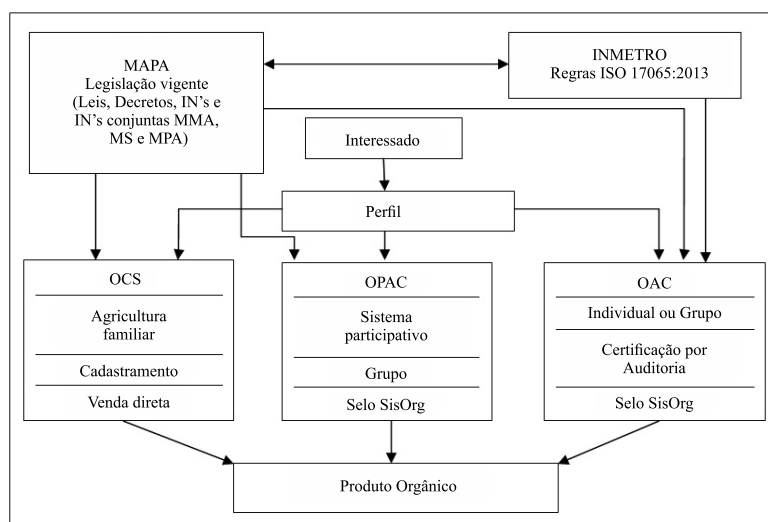 MAPA
Legislação vigente
(Leis, Decretos, IN’s e
IN’s conjuntas MMA,
MS e MPA)
INMETRO
Regras ISO 17065:2013
Interessado
Perfil
OCS
Agricultura
familiar
Cadastramento
Venda direta
OPAC
Sistema
participativo
Grupo
Selo SisOrg
OAC
Individual ou Grupo
Certificação por
Auditoria
Selo SisOrg
Produto Orgânico